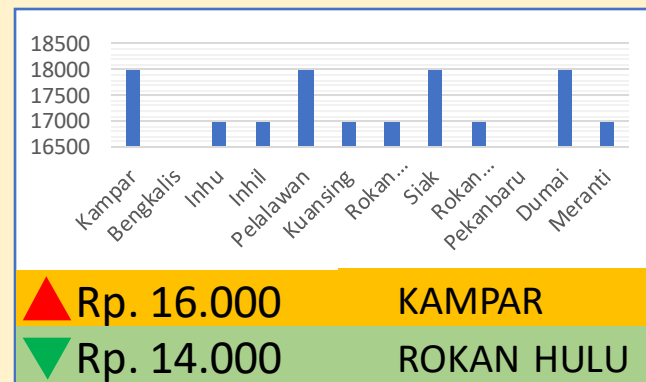 18500
18000
17500
17000
16500
Kampar
Bengkalis
Inhu
Inhil
Pelalawan
Kuansing
Rokan...
Siak
Rokan...
Pekanbaru
Dumai
Meranti
Rp. 16.000 KAMPAR
Rp. 14.000 ROKAN HULU